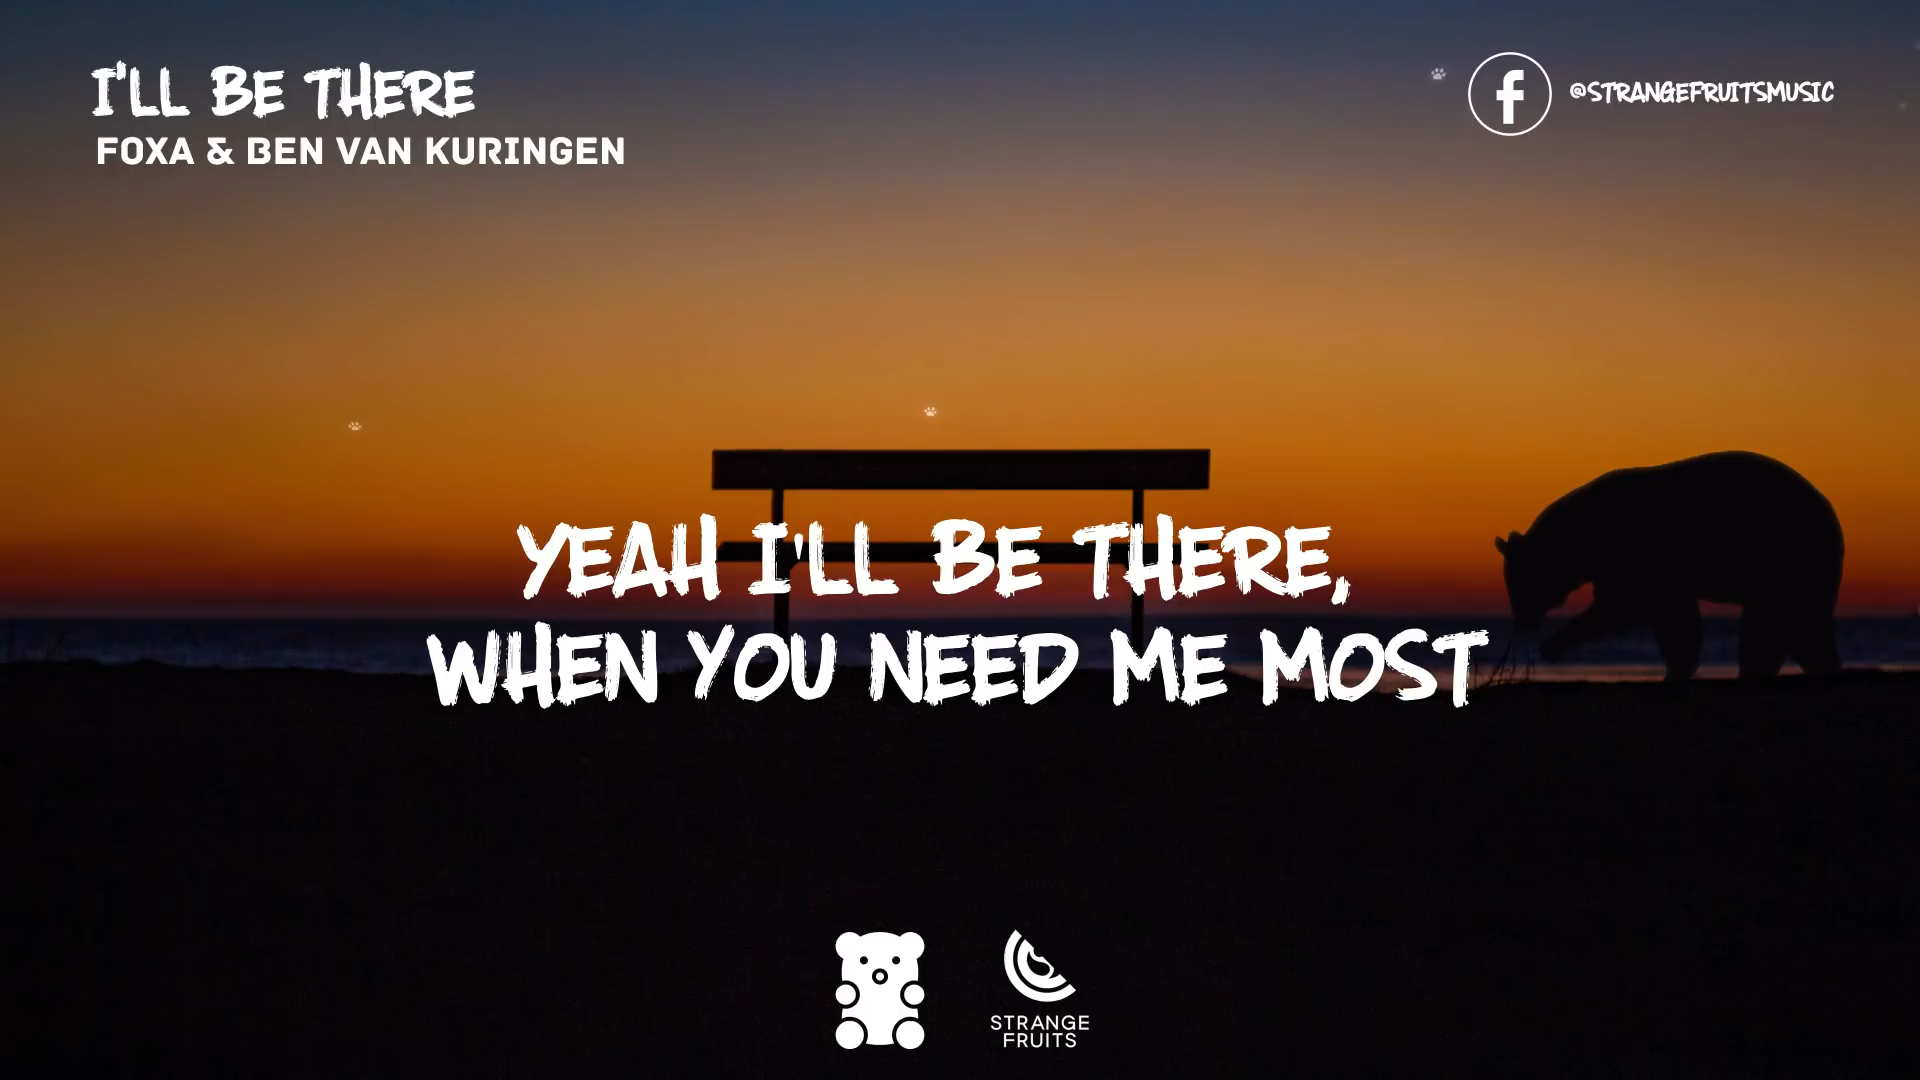 I'LL BE THERE
FOXA & BEN VAN KURINGEN
@STRANGEFRUITSMUSIC
YEAH I'LL BE THERE,
WHEN YOU NEED ME MOST
STRANGE
FRUITS